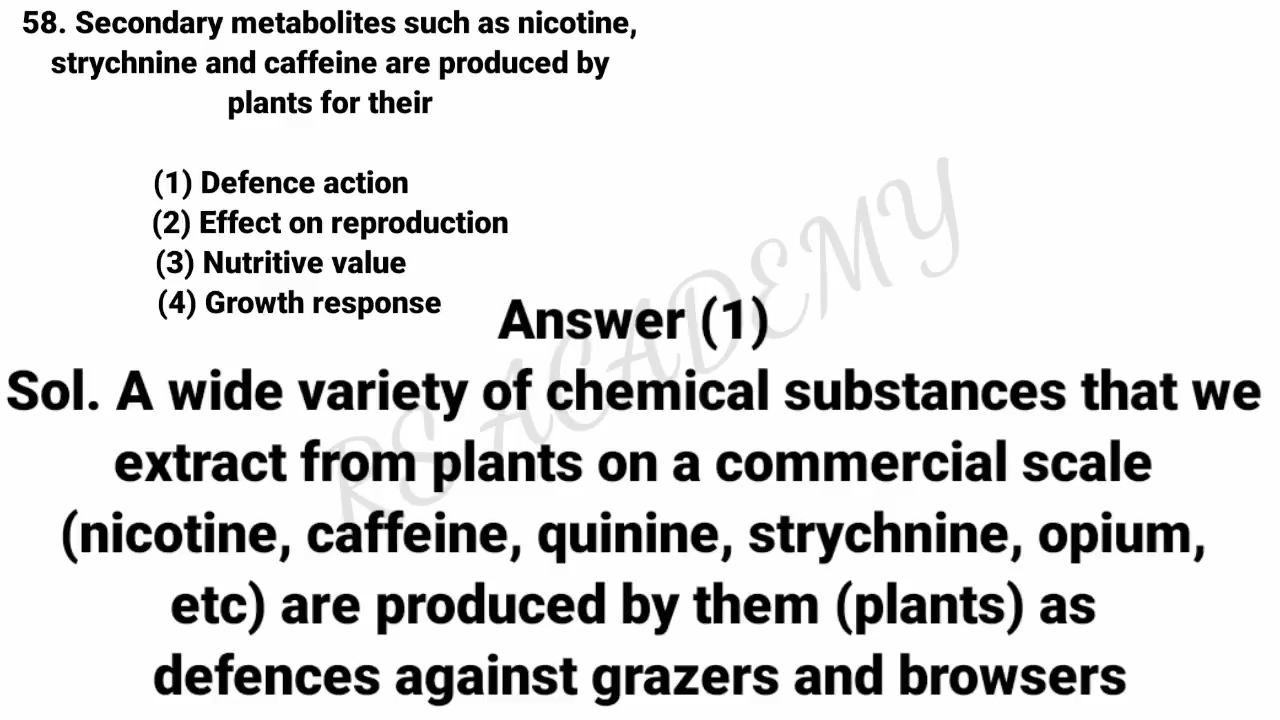 58. Secondary metabolites such as nicotine,
strychnine and caffeine are produced by
plants for their
(1) Defence action
(2) Effect on reproduction
(3) Nutritive value
(4) Growth response
Answer (1)
Sol. A wide variety of chemical substances that we
extract from plants on a commercial scale
(nicotine, caffeine, quinine, strychnine, opium,
etc) are produced by them (plants) as
defences against grazers and browsers
RS ACADEMY